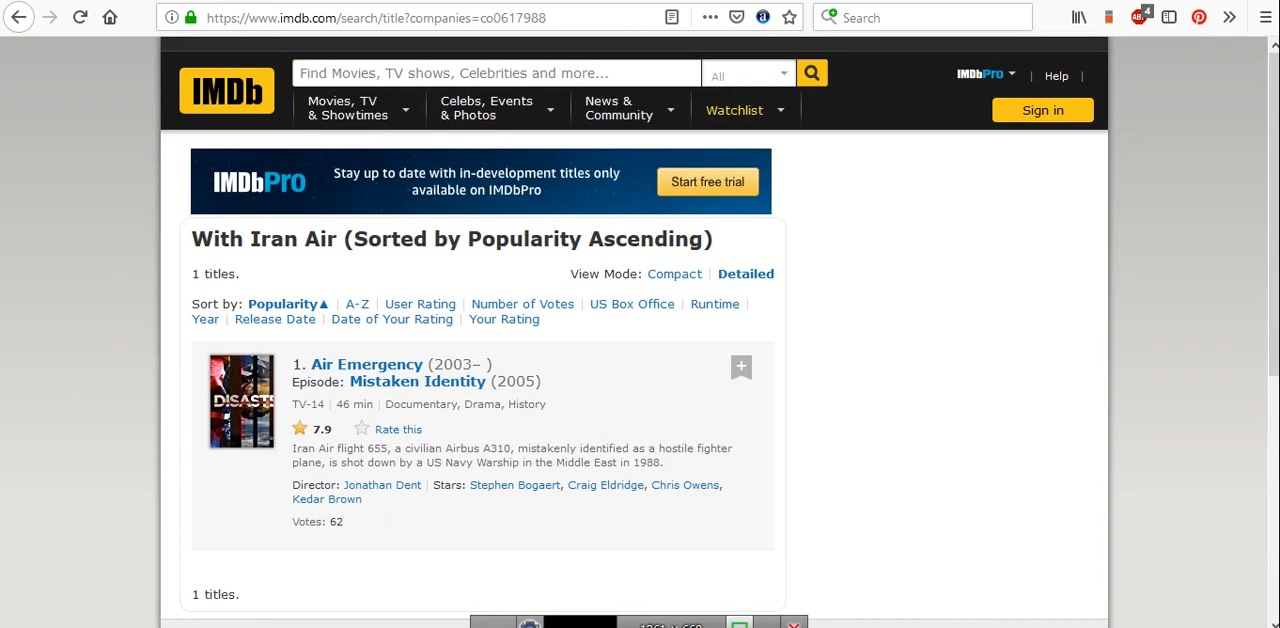 https://www.imdb.com/search/title?companies=co0617988
Search
ABP
4
IMDb
Find Movies, TV shows, Celebrities and more...
All
IMDbPro
Help
Movies, TV & Showtimes
Celebs, Events & Photos
News & Community
Watchlist
Sign in
IMDbPro
Stay up to date with in-development titles only
available on IMDbPro
Start free trial
With Iran Air (Sorted by Popularity Ascending)
1 titles.
View Mode: Compact | Detailed
Sort by: Popularity▲ | A-Z | User Rating | Number of Votes | US Box Office | Runtime |
Year | Release Date | Date of Your Rating | Your Rating
DISAST
1. Air Emergency (2003– )
Episode: Mistaken Identity (2005)
TV-14 | 46 min | Documentary, Drama, History
7.9 Rate this
Iran Air flight 655, a civilian Airbus A310, mistakenly identified as a hostile fighter
plane, is shot down by a US Navy Warship in the Middle East in 1988.
Director: Jonathan Dent | Stars: Stephen Bogaert, Craig Eldridge, Chris Owens,
Kedar Brown
Votes: 62
1 titles.